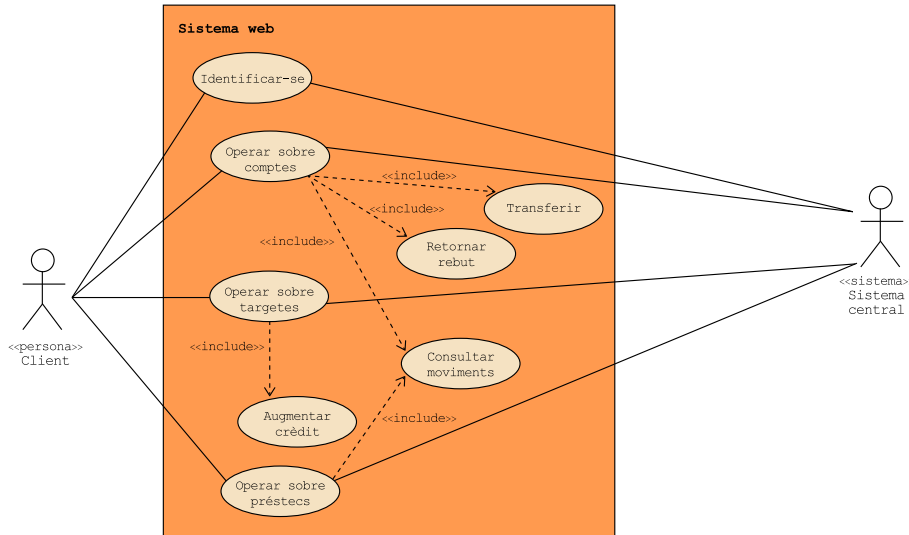 Sistema web
Identificar-se
Operar sobre
comptes
<<include>>
Transferir
<<include>>
Retornar
rebut
<<include>>
Operar sobre
targetes
<<include>>
Consultar
moviments
Augmentar
crèdit
<<include>>
Operar sobre
préstecs
<<persona>>
Client
<<sistema>
Sistema
central